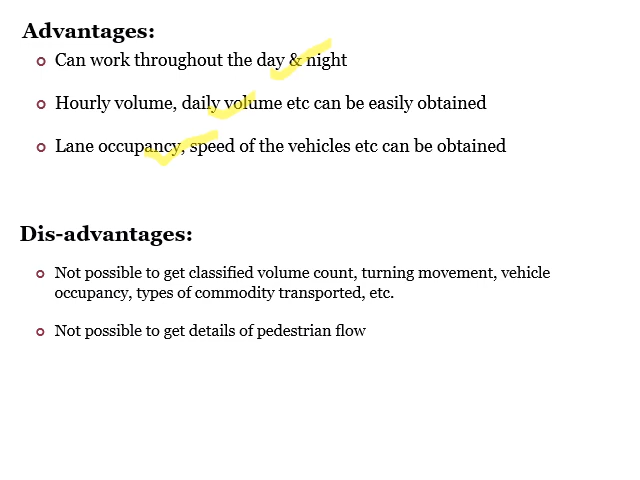 Advantages:
Can work throughout the day & night
Hourly volume, daily volume etc can be easily obtained
Lane occupancy, speed of the vehicles etc can be obtained
Dis-advantages:
Not possible to get classified volume count, turning movement, vehicle
occupancy, types of commodity transported, etc.
Not possible to get details of pedestrian flow